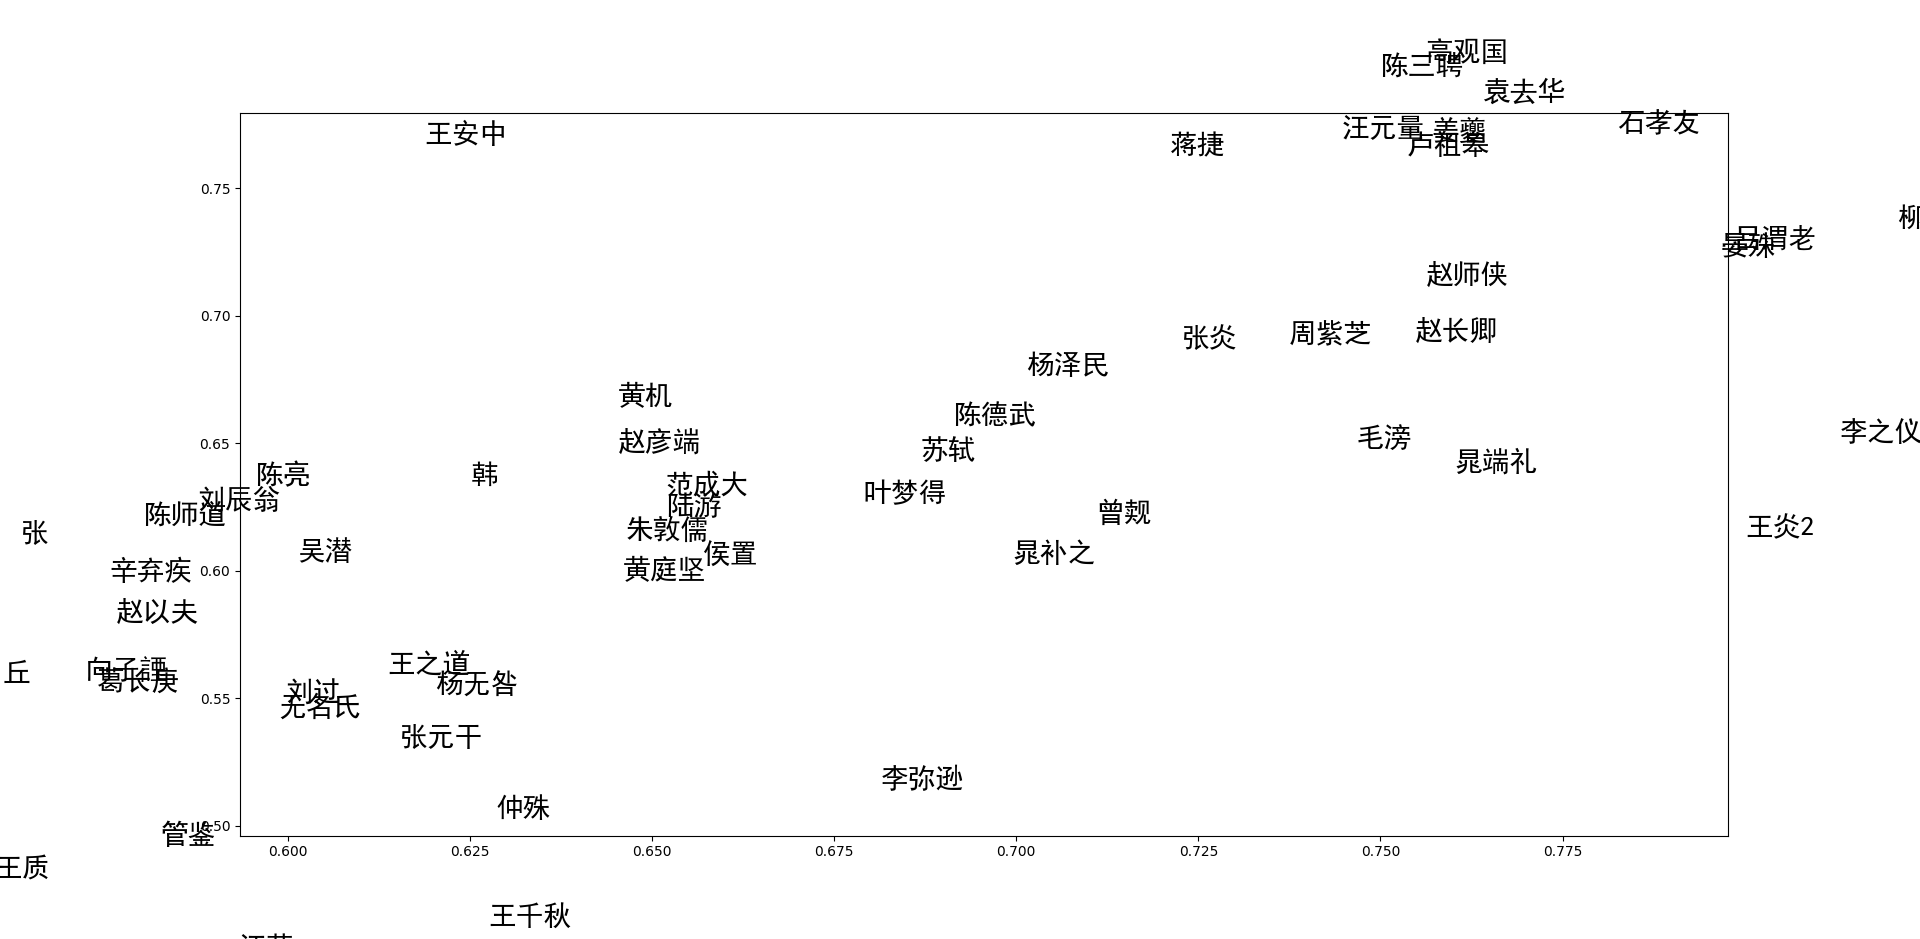 高观国
陈三聘
袁去华
石孝友
汪元量
姜夔
王安中
蒋捷
卢祖皋
0.75
柳
吕渭老
晏殊
赵师侠
0.70
张炎
周紫芝
赵长卿
杨泽民
黄机
陈德武
李之仪
赵彦端
0.65
苏轼
毛滂
晁端礼
陈亮
韩
范成大
叶梦得
刘辰翁
陆游
陈师道
曾觌
张
朱敦儒
王炎2
吴潜
侯置
晁补之
辛弃疾
0.60
黄庭坚
赵以夫
王之道
丘
向子諲
葛长庚
杨无咎
刘过
0.55
无名氏
张元干
李弥逊
仲殊
管鉴
0.50
0.600 0.625 0.650 0.675 0.700 0.725 0.750 0.775
王质
王千秋